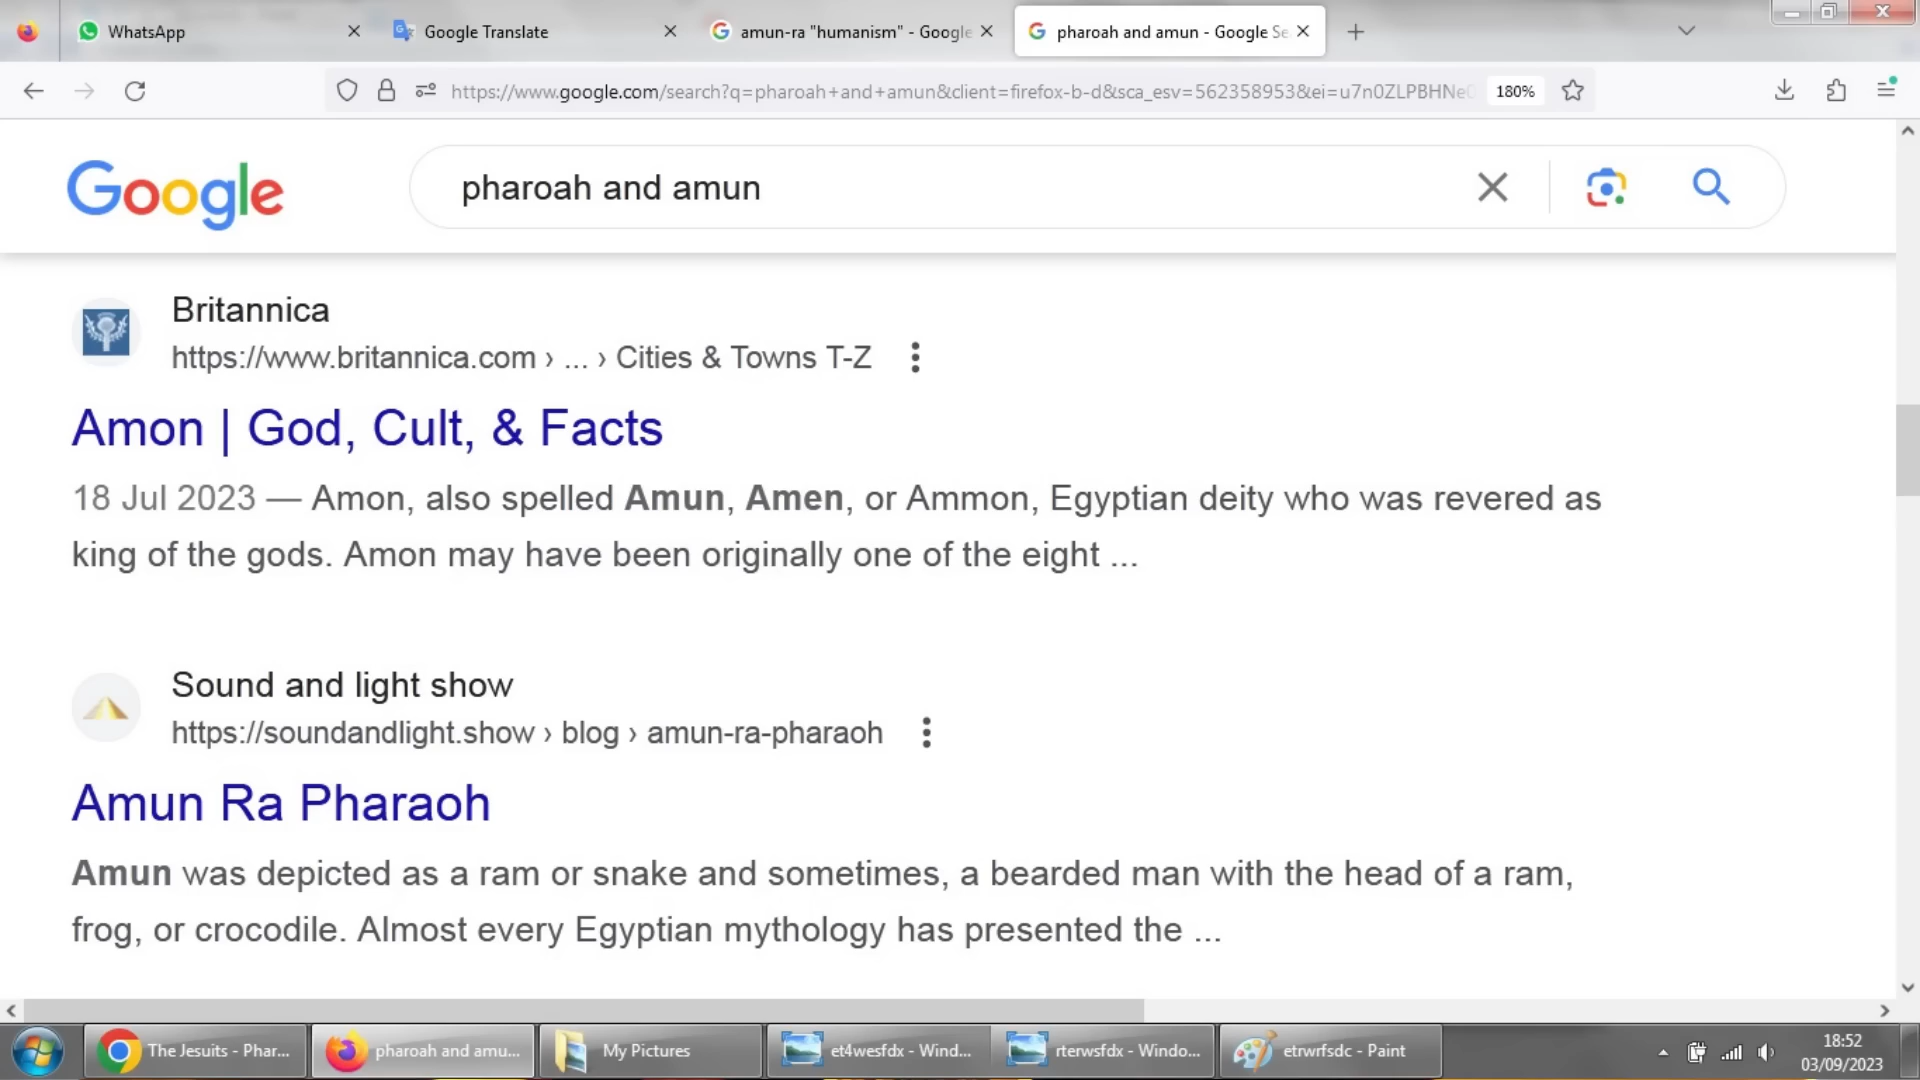 WhatsApp
Google Translate
amun-ra "humanism" - Google
pharoah and amun - Google Se
https://www.google.com/search?q=pharoah+and+amun&client=firefox-b-d&sca_esv=562358953&ei=u7n0ZLPBHNe
180%
Google
pharoah and amun
Britannica
https://www.britannica.com › ... › Cities & Towns T-Z
Amon | God, Cult, & Facts
18 Jul 2023 — Amon, also spelled Amun, Amen, or Ammon, Egyptian deity who was revered as
king of the gods. Amon may have been originally one of the eight ...
Sound and light show
https://soundandlight.show › blog › amun-ra-pharaoh
Amun Ra Pharaoh
Amun was depicted as a ram or snake and sometimes, a bearded man with the head of a ram,
frog, or crocodile. Almost every Egyptian mythology has presented the ...
The Jesuits - Phar...
pharoah and amu...
My Pictures
et4wesfdx - Wind...
rterwsfdx - Windo...
etrwrfsdc - Paint
18:52
03/09/2023